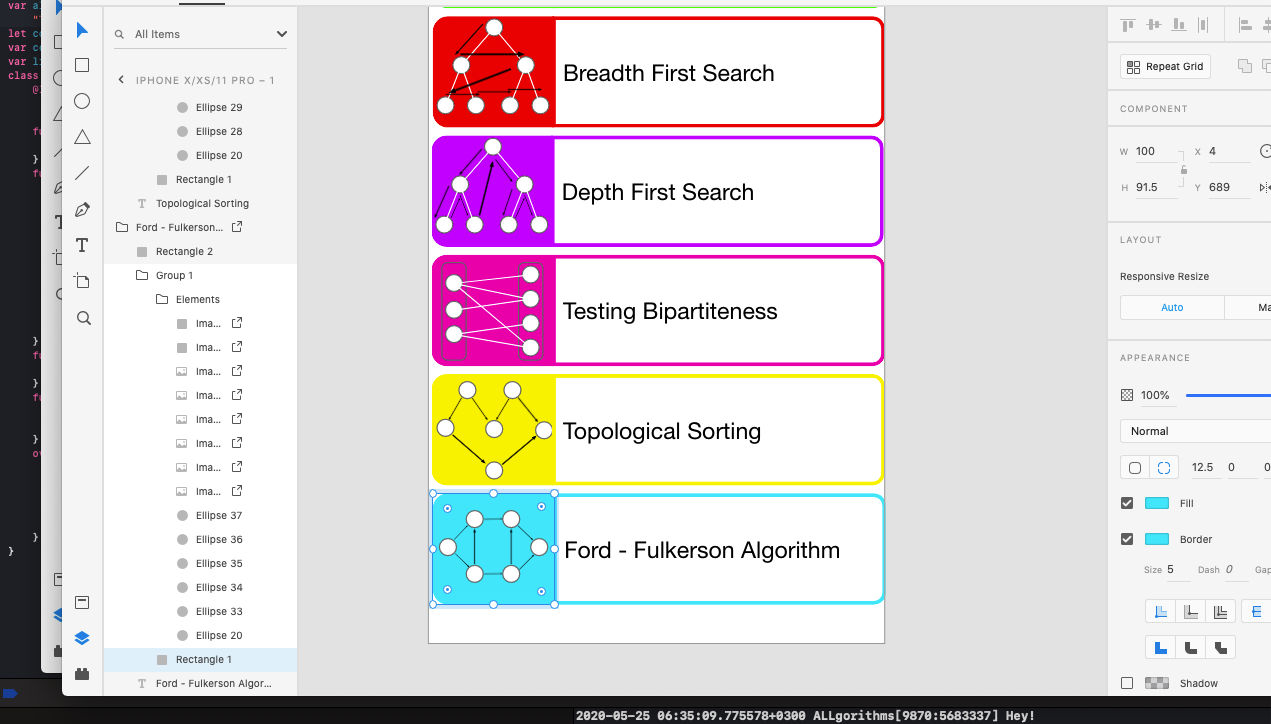 var a
"
let co
var co
var l
class
@
fu
}
fu
}
fu
}
fu
}
ov
}
}
All Items
IPHONE X/XS/11 PRO – 1
Ellipse 29
Ellipse 28
Ellipse 20
Rectangle 1
Topological Sorting
Ford - Fulkerson...
Rectangle 2
Group 1
Elements
Ima...
Ima...
Ima...
Ima...
Ima...
Ima...
Ima...
Ima...
Ellipse 37
Ellipse 36
Ellipse 35
Ellipse 34
Ellipse 33
Ellipse 20
Rectangle 1
Ford - Fulkerson Algor...
Breadth First Search
Depth First Search
Testing Bipartiteness
Topological Sorting
Ford - Fulkerson Algorithm
Repeat Grid
COMPONENT
W 100 X 4
H 91.5 Y 689
LAYOUT
Responsive Resize
Auto Ma
APPEARANCE
100%
Normal
12.5 0 0
Fill
Border
Size 5 Dash 0 Gap
Shadow
2020-05-25 06:35:09.775578+0300 ALLgorithms[9870:5683337] Hey!